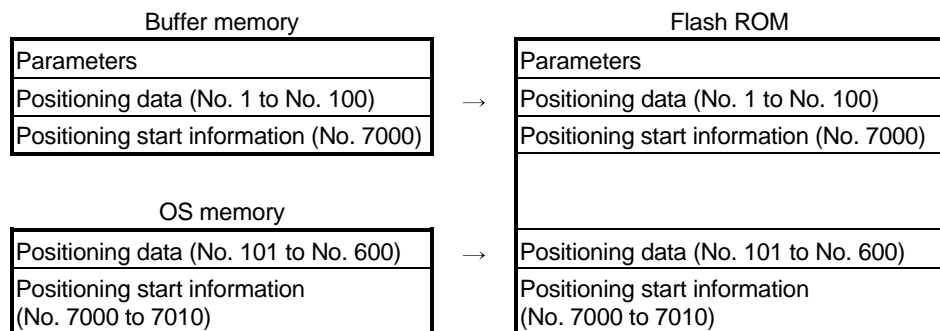 Buffer memory
Parameters
Positioning data (No. 1 to No. 100)
Positioning start information (No. 7000)
OS memory
Positioning data (No. 101 to No. 600)
Positioning start information
(No. 7000 to 7010)
→
→
Flash ROM
Parameters
Positioning data (No. 1 to No. 100)
Positioning start information (No. 7000)
Positioning data (No. 101 to No. 600)
Positioning start information
(No. 7000 to 7010)